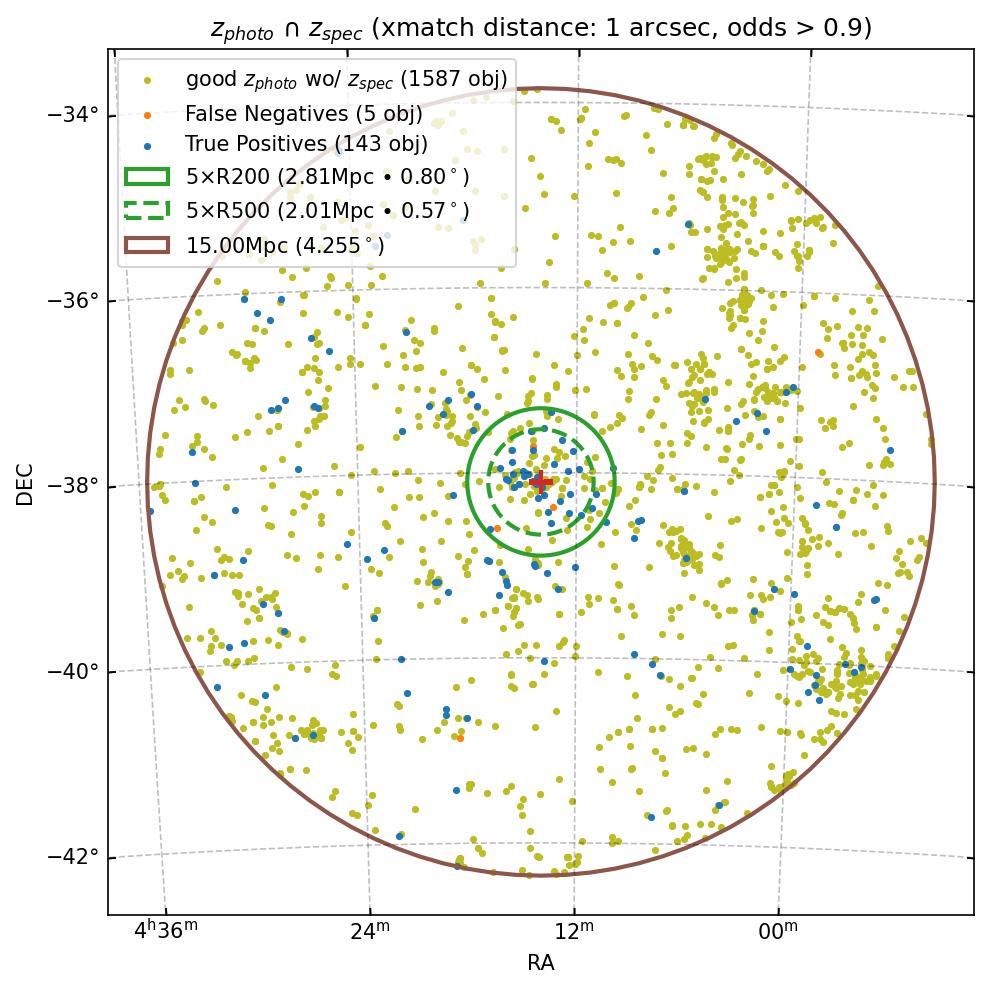 z_photo ∩ z_spec (xmatch distance: 1 arcsec, odds > 0.9)
good z_photo wo/ z_spec (1587 obj)
False Negatives (5 obj)
True Positives (143 obj)
5×R200 (2.81Mpc • 0.80°)
5×R500 (2.01Mpc • 0.57°)
15.00Mpc (4.255°)
−34°
−36°
−38°
−40°
−42°
DEC
4ʰ36ᵐ 24ᵐ 12ᵐ 00ᵐ
RA